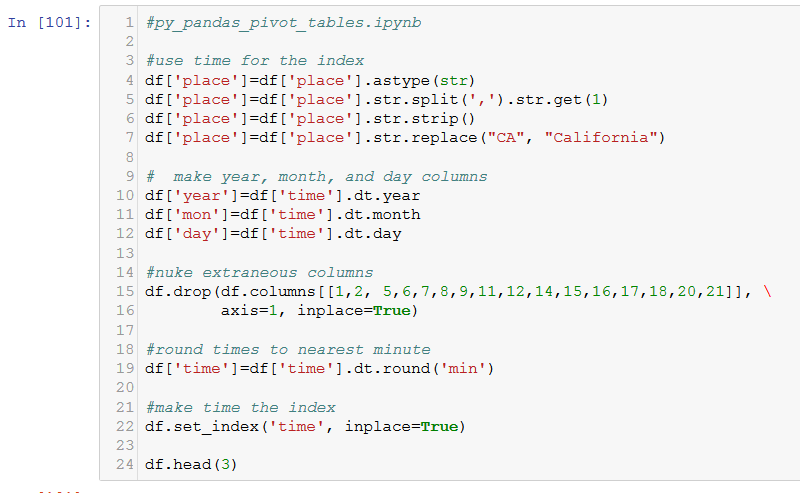 In [101]:
1 #py_pandas_pivot_tables.ipynb
2
3 #use time for the index
4 df['place']=df['place'].astype(str)
5 df['place']=df['place'].str.split(',').str.get(1)
6 df['place']=df['place'].str.strip()
7 df['place']=df['place'].str.replace("CA", "California")
8
9 #  make year, month, and day columns
10 df['year']=df['time'].dt.year
11 df['mon']=df['time'].dt.month
12 df['day']=df['time'].dt.day
13
14 #nuke extraneous columns
15 df.drop(df.columns[[1,2, 5,6,7,8,9,11,12,14,15,16,17,18,20,21]], \
16         axis=1, inplace=True)
17
18 #round times to nearest minute
19 df['time']=df['time'].dt.round('min')
20
21 #make time the index
22 df.set_index('time', inplace=True)
23
24 df.head(3)